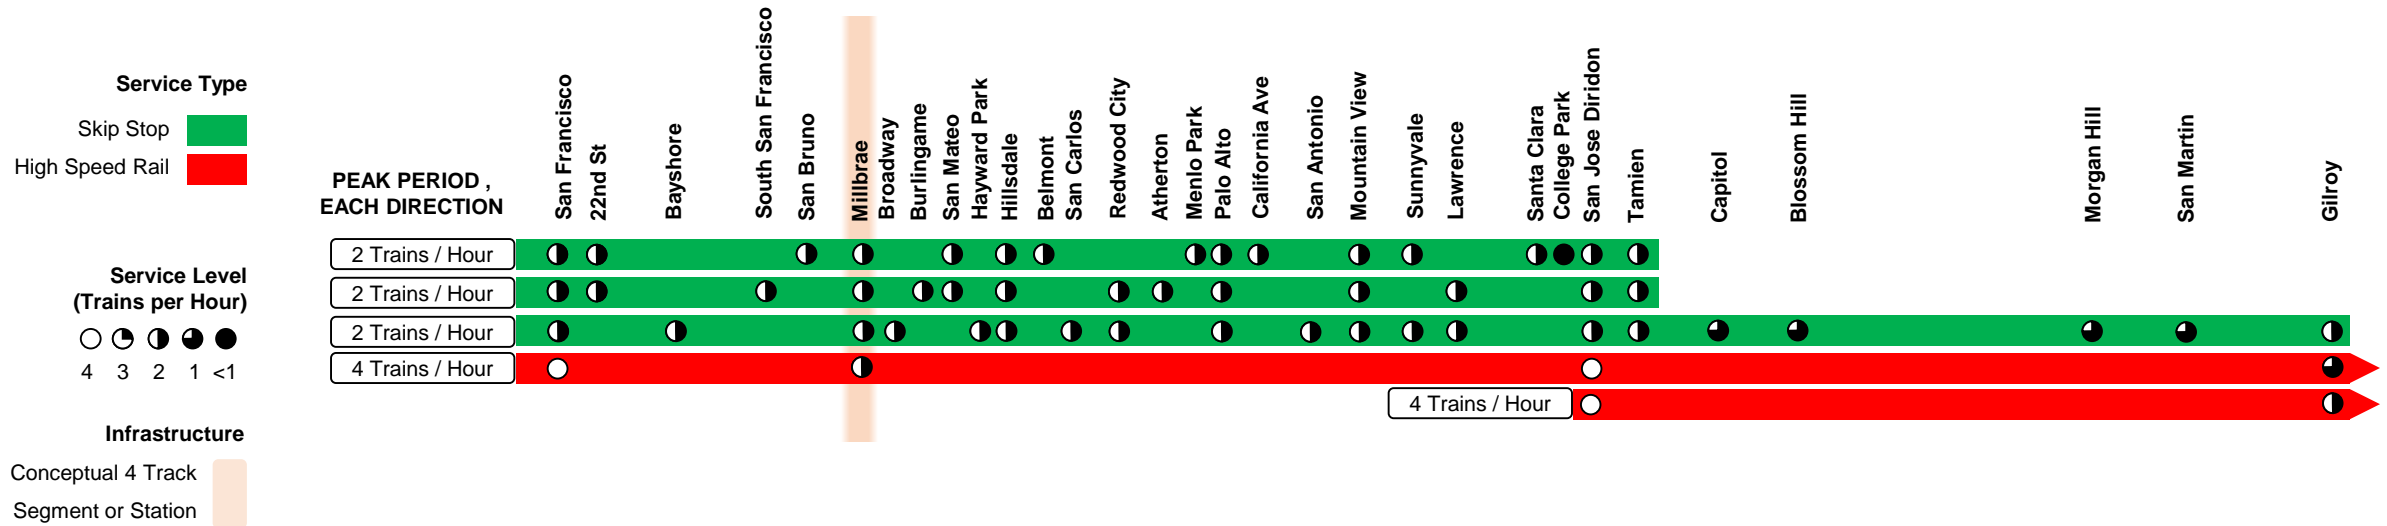 Service Type
Skip Stop
High Speed Rail
Service Level
(Trains per Hour)
4 3 2 1 <1
Infrastructure
Conceptual 4 Track
Segment or Station
PEAK PERIOD ,
EACH DIRECTION
San Francisco
22nd St
Bayshore
South San Francisco
San Bruno
Millbrae
Broadway
Burlingame
San Mateo
Hayward Park
Hillsdale
Belmont
San Carlos
Redwood City
Atherton
Menlo Park
Palo Alto
California Ave
San Antonio
Mountain View
Sunnyvale
Lawrence
Santa Clara
College Park
San Jose Diridon
Tamien
Capitol
Blossom Hill
Morgan Hill
San Martin
Gilroy
2 Trains / Hour
2 Trains / Hour
2 Trains / Hour
4 Trains / Hour
4 Trains / Hour